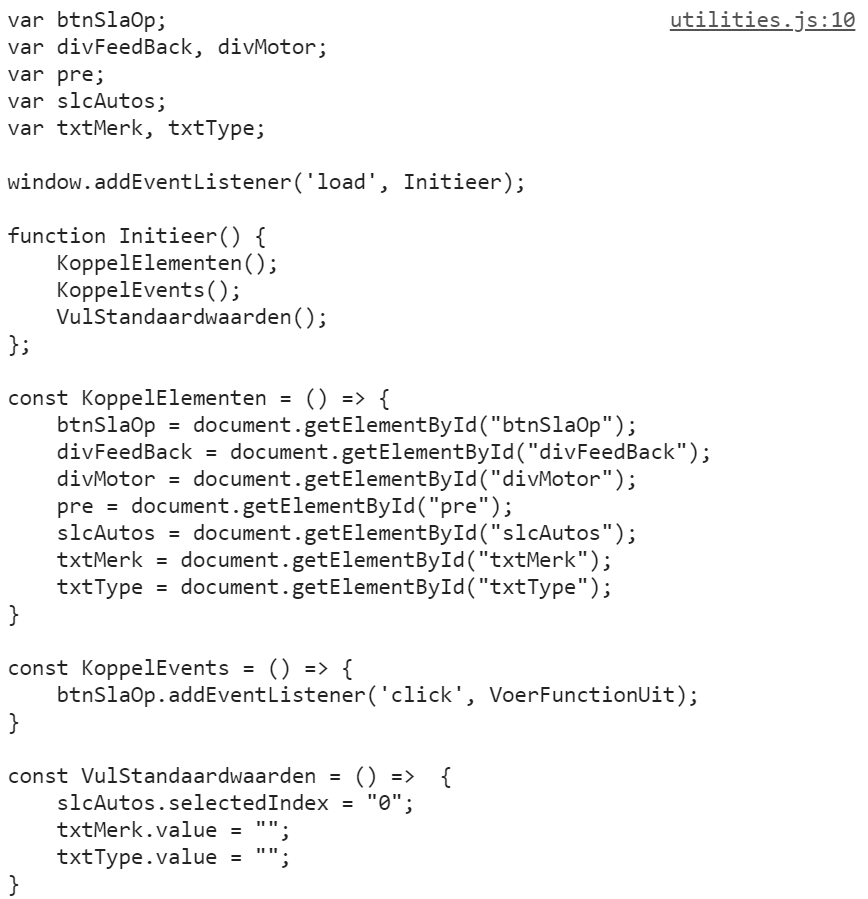 var btnSlaOp; utilities.js:10
var divFeedBack, divMotor;
var pre;
var slcAutos;
var txtMerk, txtType;

window.addEventListener('load', Initieer);

function Initieer() {
    KoppelElementen();
    KoppelEvents();
    VulStandaardwaarden();
};

const KoppelElementen = () => {
    btnSlaOp = document.getElementById("btnSlaOp");
    divFeedBack = document.getElementById("divFeedBack");
    divMotor = document.getElementById("divMotor");
    pre = document.getElementById("pre");
    slcAutos = document.getElementById("slcAutos");
    txtMerk = document.getElementById("txtMerk");
    txtType = document.getElementById("txtType");
}

const KoppelEvents = () => {
    btnSlaOp.addEventListener('click', VoerFunctionUit);
}

const VulStandaardwaarden = () =>  {
    slcAutos.selectedIndex = "0";
    txtMerk.value = "";
    txtType.value = "";
}